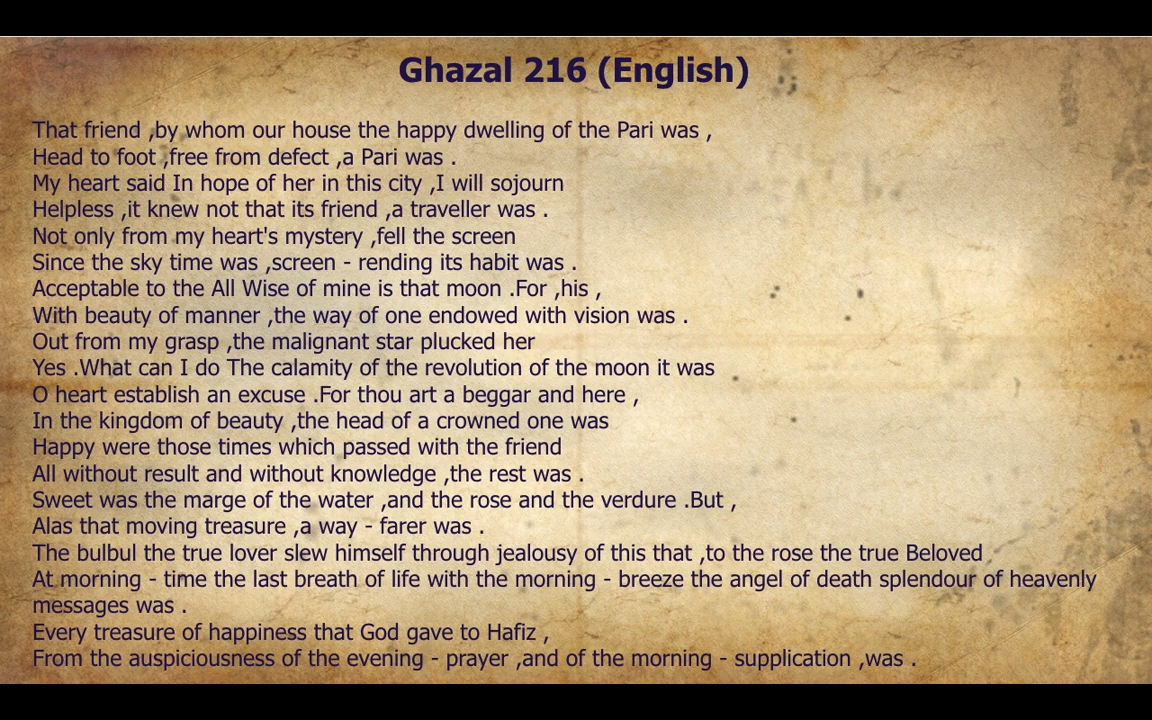 Ghazal 216 (English)
That friend ,by whom our house the happy dwelling of the Pari was ,
Head to foot ,free from defect ,a Pari was .
My heart said In hope of her in this city ,I will sojourn
Helpless ,it knew not that its friend ,a traveller was .
Not only from my heart's mystery ,fell the screen
Since the sky time was ,screen - rending its habit was .
Acceptable to the All Wise of mine is that moon .For ,his ,
With beauty of manner ,the way of one endowed with vision was .
Out from my grasp ,the malignant star plucked her
Yes .What can I do The calamity of the revolution of the moon it was
O heart establish an excuse .For thou art a beggar and here ,
In the kingdom of beauty ,the head of a crowned one was
Happy were those times which passed with the friend
All without result and without knowledge ,the rest was .
Sweet was the marge of the water ,and the rose and the verdure .But ,
Alas that moving treasure ,a way - farer was .
The bulbul the true lover slew himself through jealousy of this that ,to the rose the true Beloved
At morning - time the last breath of life with the morning - breeze the angel of death splendour of heavenly
messages was .
Every treasure of happiness that God gave to Hafiz ,
From the auspiciousness of the evening - prayer ,and of the morning - supplication ,was .